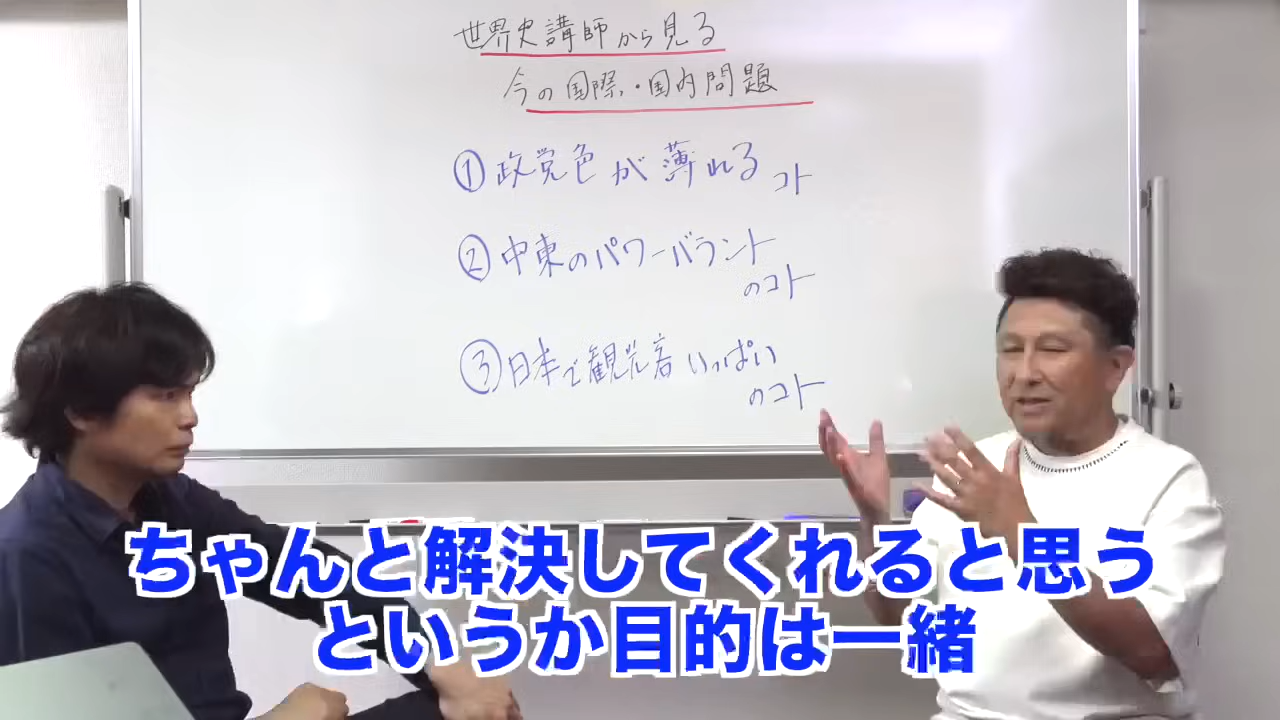 世界史講師から見る
今の国際・国内問題
①政党色が薄れるコト
②中東のパワーバラント
のコト
③日本で観光客いっぱい
のコト
ちゃんと解決してくれると思う
というか目的は一緒